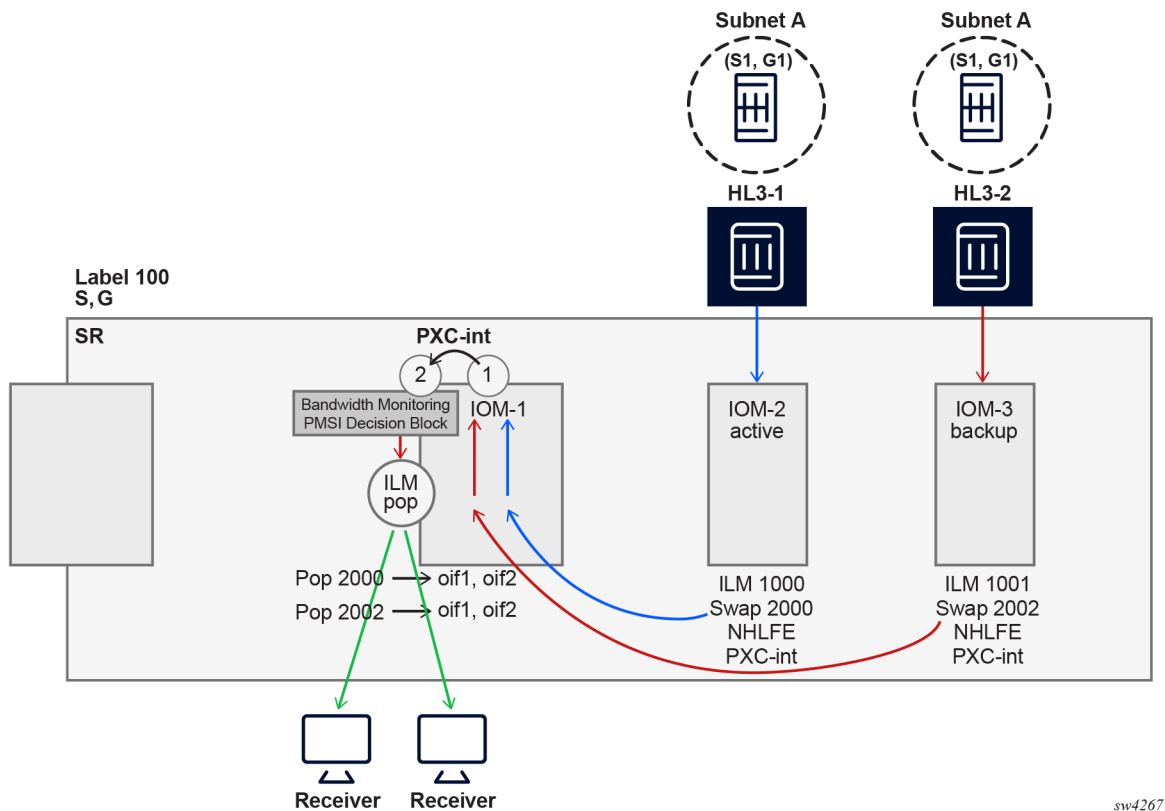 Subnet A
Subnet A
(S1, G1)
(S1, G1)
HL3-1
HL3-2
Label 100
S, G
SR
PXC-int
2
1
Bandwidth Monitoring
PMSI Decision Block
IOM-1
IOM-2
active
IOM-3
backup
ILM
pop
Pop 2000
oif1, oif2
Pop 2002
oif1, oif2
ILM 1000
Swap 2000
NHLFE
PXC-int
ILM 1001
Swap 2002
NHLFE
PXC-int
Receiver
Receiver
sw4267